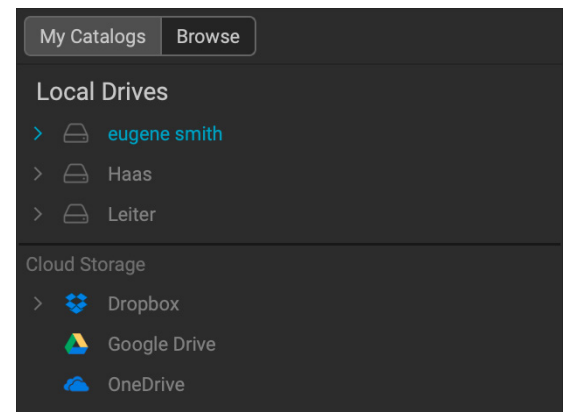 My Catalogs Browse
Local Drives
eugene smith
Haas
Leiter
Cloud Storage
Dropbox
Google Drive
OneDrive